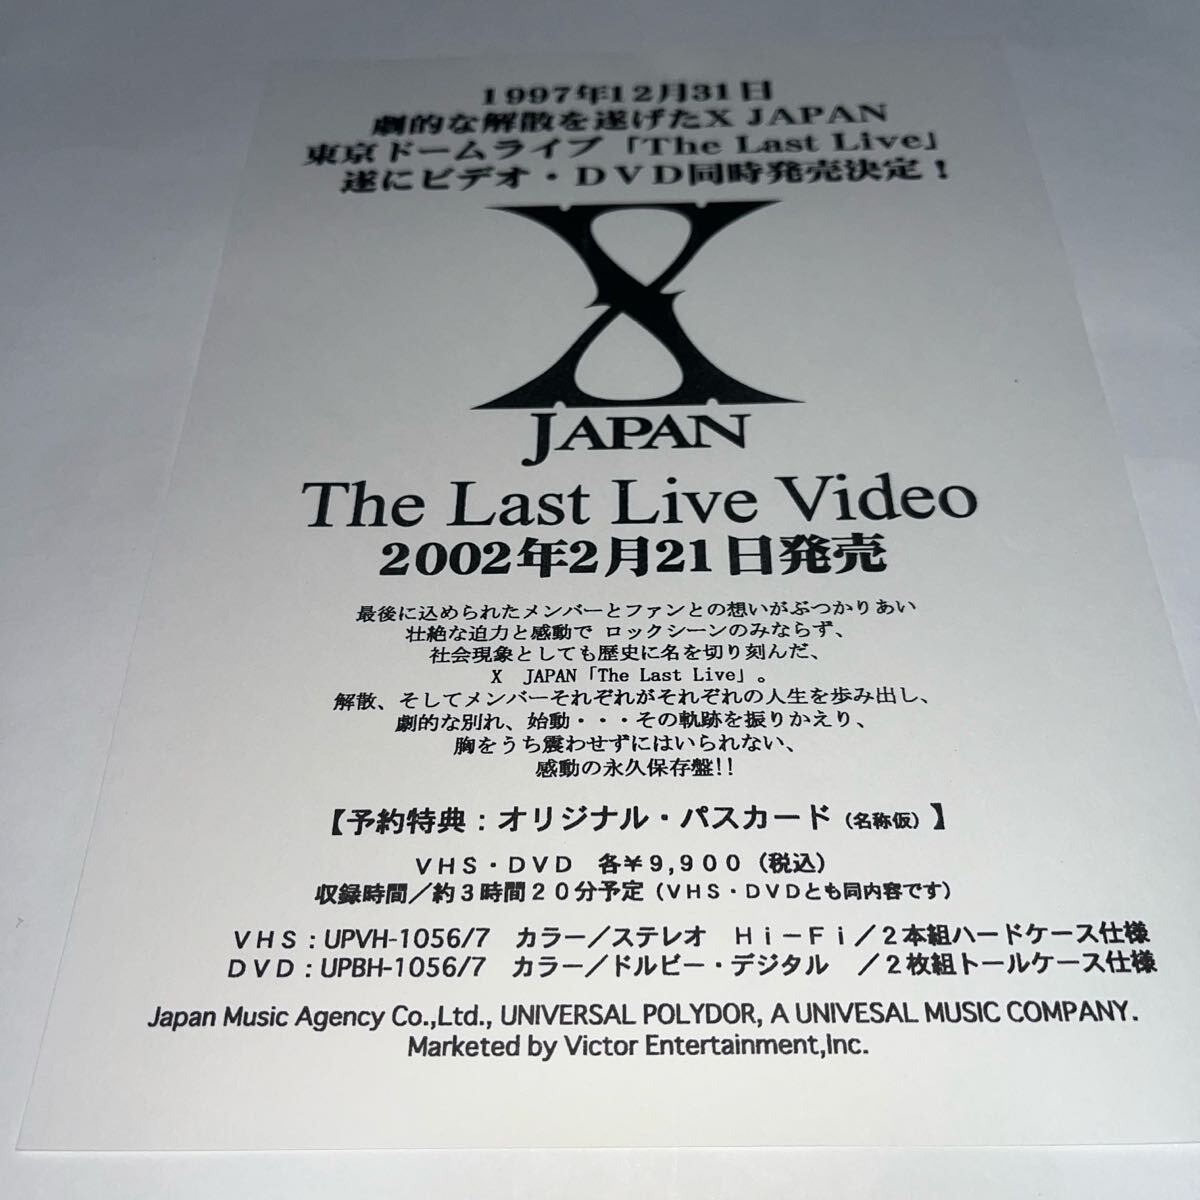 1997年12月31日
劇的な解散を遂げたX JAPAN
東京ドームライブ「The Last Live」
遂にビデオ・DVD同時発売決定!
X
JAPAN
The Last Live Video
2002年2月21日発売
最後に込められたメンバーとファンとの想いがぶつかりあい
壮絶な迫力と感動で ロックシーンのみならず、
社会現象としても歴史に名を切り刻んだ、
X JAPAN「The Last Live」。
解散、そしてメンバーそれぞれがそれぞれの人生を歩み出し、
劇的な別れ、始動・・・その軌跡を振りかえり、
胸をうち震わせずにはいられない、
感動の永久保存盤!!
【予約特典：オリジナル・パスカード（名称仮）】
VHS・DVD 各¥9,900（税込）
収録時間／約3時間20分予定（VHS・DVDとも同内容です）
VHS：UPVH-1056/7 カラー／ステレオ Hi－Fi／2本組ハードケース仕様
DVD：UPBH-1056/7 カラー／ドルビー・デジタル ／2枚組トールケース仕様
Japan Music Agency Co.,Ltd., UNIVERSAL POLYDOR, A UNIVESAL MUSIC COMPANY.
Marketed by Victor Entertainment,Inc.